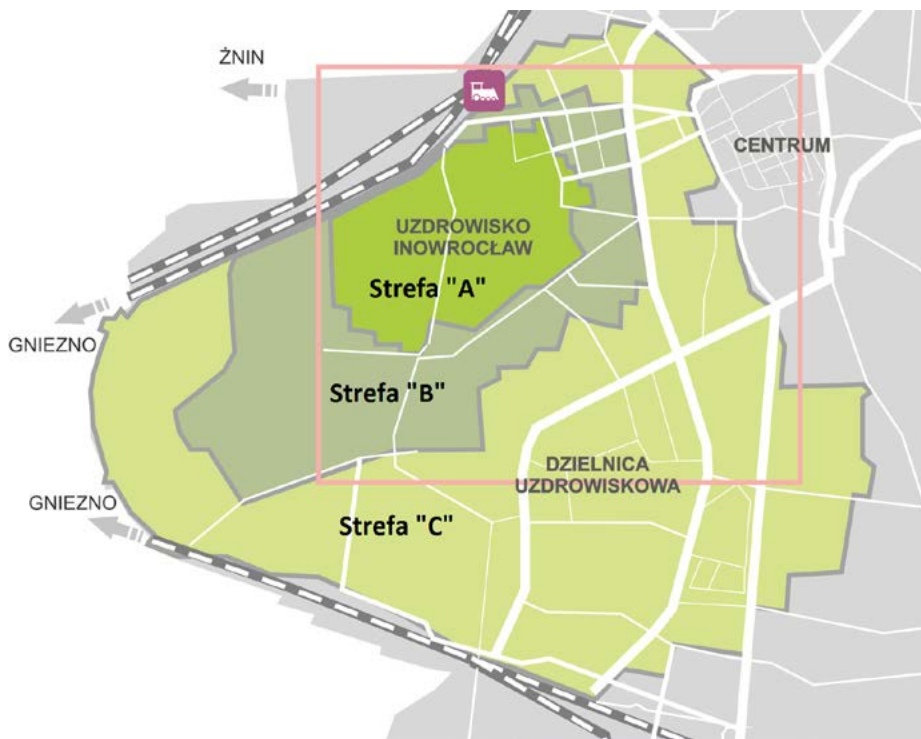 ŻNIN
CENTRUM
UZDROWISKO
INOWROCŁAW
Strefa "A"
GNIEZNO
Strefa "B"
DZIELNICA
UZDROWISKOWA
GNIEZNO
Strefa "C"